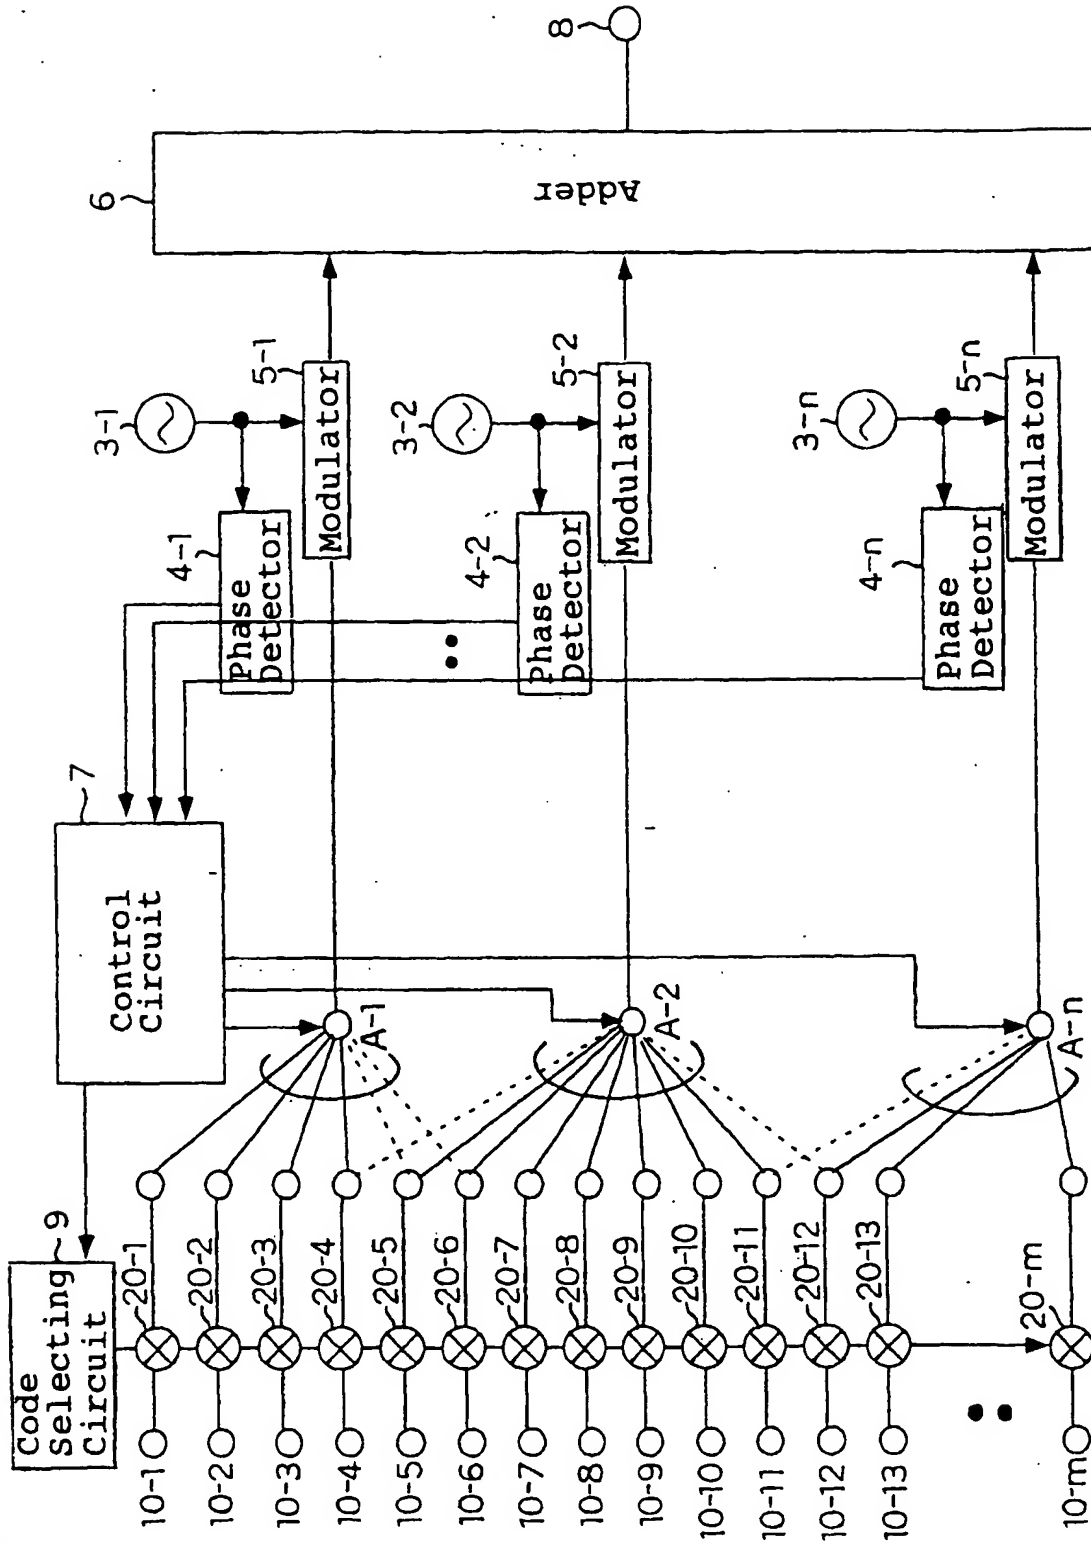 Code
Selecting
Circuit
9
Control
Circuit
7
3-1
4-1
Phase
Detector
5-1
Modulator
3-2
4-2
Phase
Detector
5-2
Modulator
3-n
4-n
Phase
Detector
5-n
Modulator
6
Adder
8
A-1
A-2
A-n
10-1
20-1
10-2
20-2
10-3
20-3
10-4
20-4
10-5
20-5
10-6
20-6
10-7
20-7
10-8
20-8
10-9
20-9
10-10
20-10
10-11
20-11
10-12
20-12
10-13
20-13
10-m
20-m